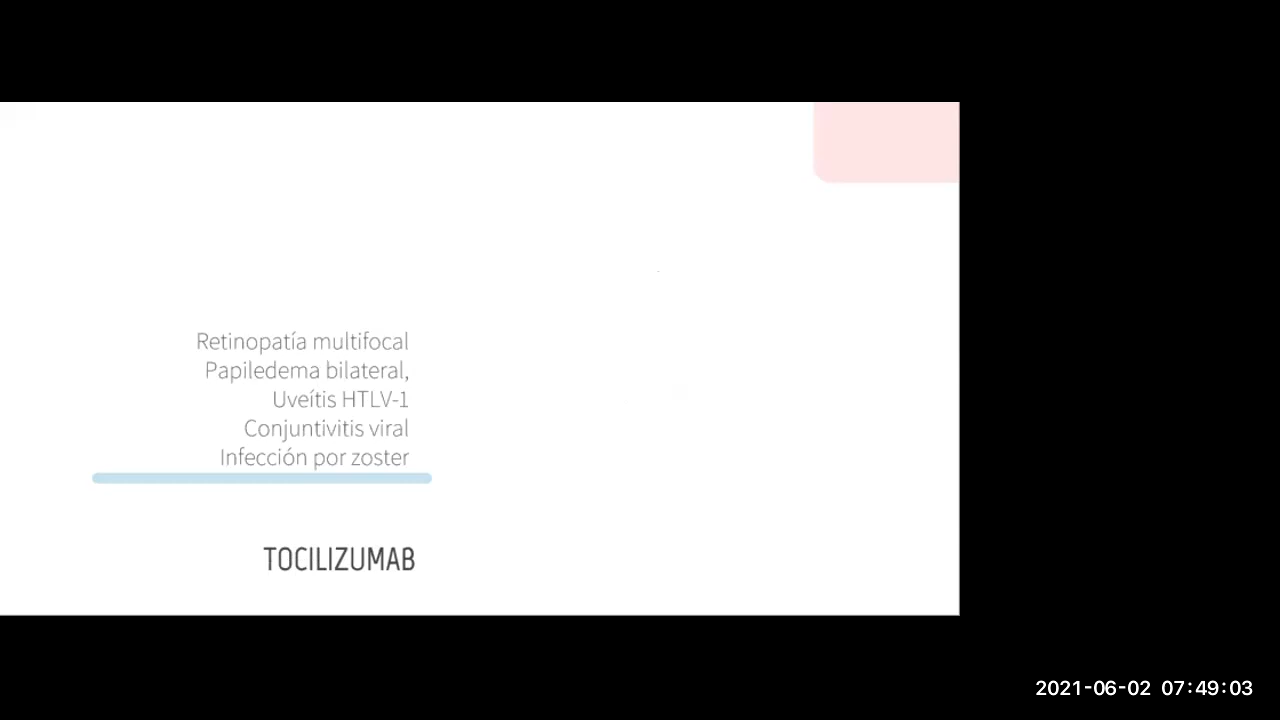 Retinopatía multifocal
Papiledema bilateral,
Uveítis HTLV-1
Conjuntivitis viral
Infección por zoster
TOCILIZUMAB
2021-06-02 07:49:03